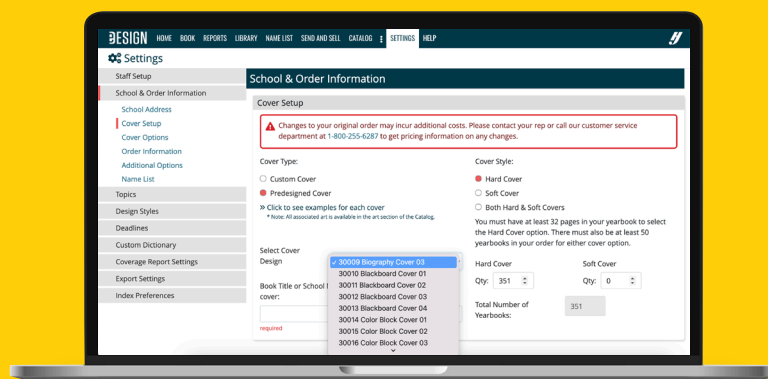 DESIGN HOME BOOK REPORTS LIBRARY NAME LIST SEND AND SELL CATALOG SETTINGS HELP
Settings
Staff Setup
School & Order Information
School Address
Cover Setup
Cover Options
Order Information
Additional Options
Name List
Topics
Design Styles
Deadlines
Custom Dictionary
Coverage Report Settings
Export Settings
Index Preferences
School & Order Information
Cover Setup
Changes to your original order may incur additional costs. Please contact your rep or call our customer service
department at 1-800-255-6287 to get pricing information on any changes.
Cover Type:
Custom Cover
Predesigned Cover
» Click to see examples for each cover
* Note: All associated art is available in the art section of the Catalog.
Select Cover
Design
✓ 30009 Biography Cover 03
30010 Blackboard Cover 01
30011 Blackboard Cover 02
30012 Blackboard Cover 03
30013 Blackboard Cover 04
30014 Color Block Cover 01
30015 Color Block Cover 02
30016 Color Block Cover 03
Book Title or School
cover:
required
Cover Style:
Hard Cover
Soft Cover
Both Hard & Soft Covers
You must have at least 32 pages in your yearbook to select
the Hard Cover option. There must also be at least 50
yearbooks in your order for either cover option.
Hard Cover Soft Cover
Qty: 351 Qty: 0
Total Number of 351
Yearbooks: